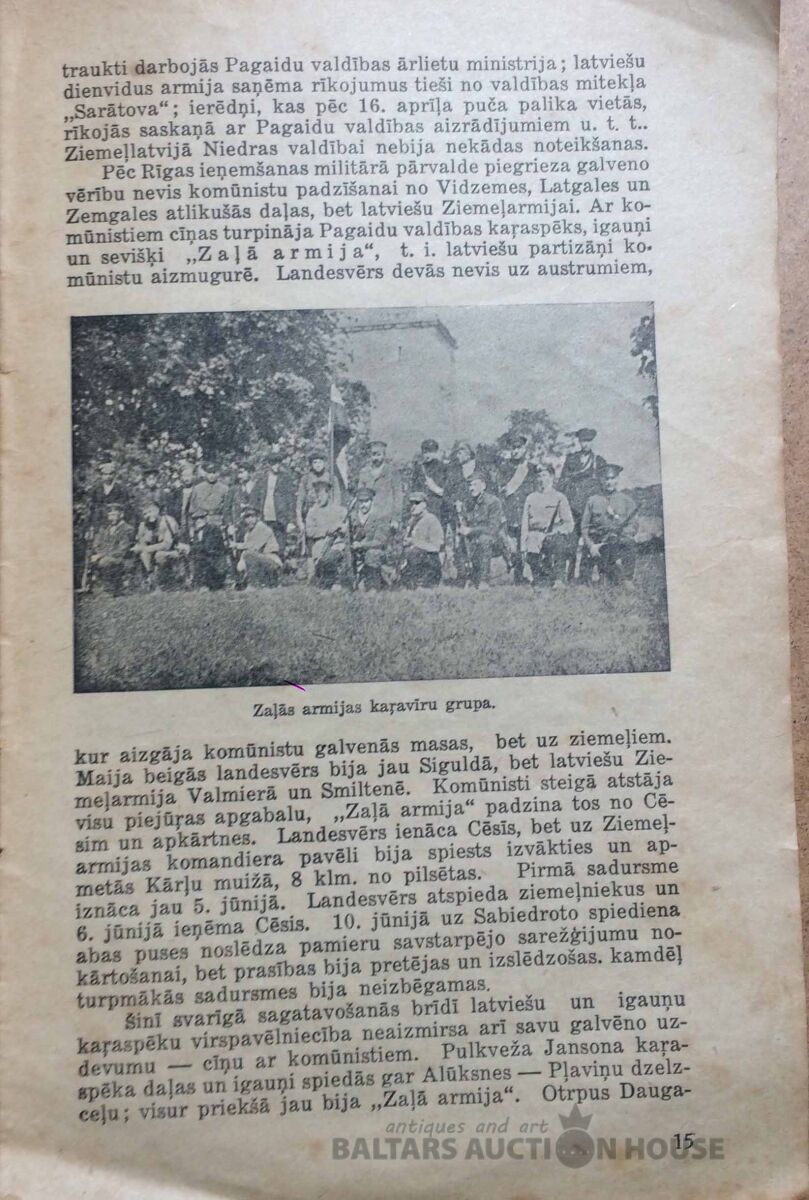 traukti darbojās Pagaidu valdības ārlietu ministrija; latviešu
dienvidus armija saņēma rīkojumus tieši no valdības mitekļa
„Sarātova“; ierēdņi, kas pēc 16. aprīļa puča palika vietās,
rīkojās saskaņā ar Pagaidu valdības aizrādījumiem u. t. t..
Ziemeļlatvijā Niedras valdībai nebija nekādas noteikšanas.
Pēc Rīgas ieņemšanas militārā pārvalde piegrieza galveno
vērību nevis komūnistu padzīšanai no Vidzemes, Latgales un
Zemgales atlikušās daļas, bet latviešu Ziemeļarmijai. Ar ko-
mūnistiem cīņas turpināja Pagaidu valdības kaŗaspēks, igauņi
un sevišķi „Zaļā armija“, t. i. latviešu partizāņi ko-
mūnistu aizmugurē. Landesvērs devās nevis uz austrumiem,
Zaļās armijas kaŗavīru grupa.
kur aizgāja komūnistu galvenās masas, bet uz ziemeļiem.
Maija beigās landesvērs bija jau Siguldā, bet latviešu Zie-
meļarmija Valmierā un Smiltenē. Komūnisti steigā atstāja
visu piejūŗas apgabalu, „Zaļā armija“ padzina tos no Cē-
sim un apkārtnes. Landesvērs ienāca Cēsīs, bet uz Ziemeļ-
armijas komandiera pavēli bija spiests izvākties un ap-
metās Kārļu muižā, 8 klm. no pilsētas. Pirmā sadursme
iznāca jau 5. jūnijā. Landesvērs atspieda ziemeļniekus un
6. jūnijā ieņēma Cēsis. 10. jūnijā uz Sabiedroto spiediena
abas puses noslēdza pamieru savstarpējo sarežģijumu no-
kārtošanai, bet prasības bija pretējas un izslēdzošas. kamdēļ
turpmākās sadursmes bija neizbēgamas.
Šinī svarīgā sagatavošanās brīdī latviešu un igauņu
kaŗaspēku virspavēlniecība neaizmirsa arī savu galvēno uz-
devumu — cīņu ar komūnistiem. Pulkveža Jansona kaŗa-
spēka daļas un igauņi spiedās gar Alūksnes — Pļaviņu dzelz-
ceļu; visur priekšā jau bija „Zaļā armija“. Otrpus Dauga-
antiques and art
BALTARS AUCTION HOUSE
15